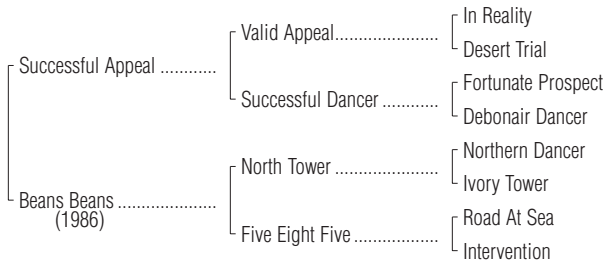 In Reality
Valid Appeal
Desert Trial
Successful Appeal
Fortunate Prospect
Successful Dancer
Debonair Dancer
Northern Dancer
North Tower
Ivory Tower
Beans Beans
(1986)
Road At Sea
Five Eight Five
Intervention